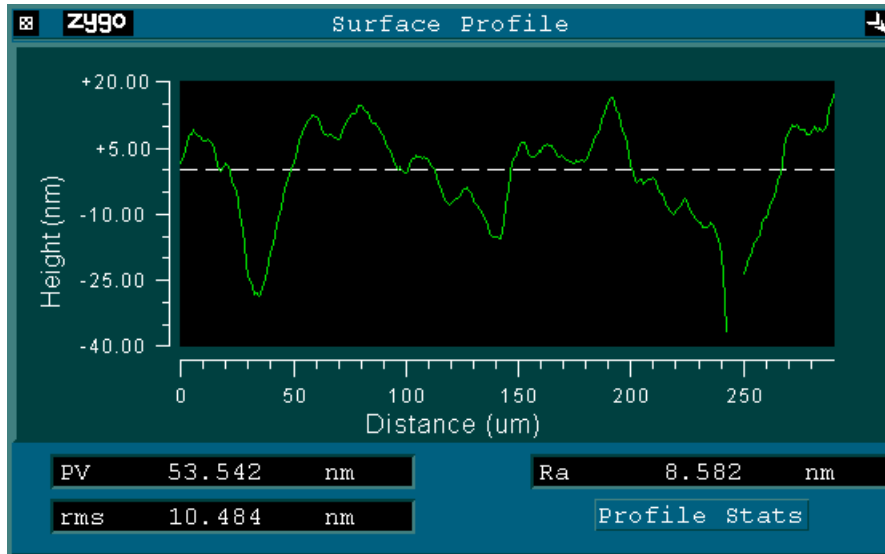 zygo Surface Profile
+20.00
+5.00
-10.00
-25.00
-40.00
Height (nm)
0 50 100 150 200 250
Distance (um)
PV 53.542 nm Ra 8.582 nm
rms 10.484 nm Profile Stats